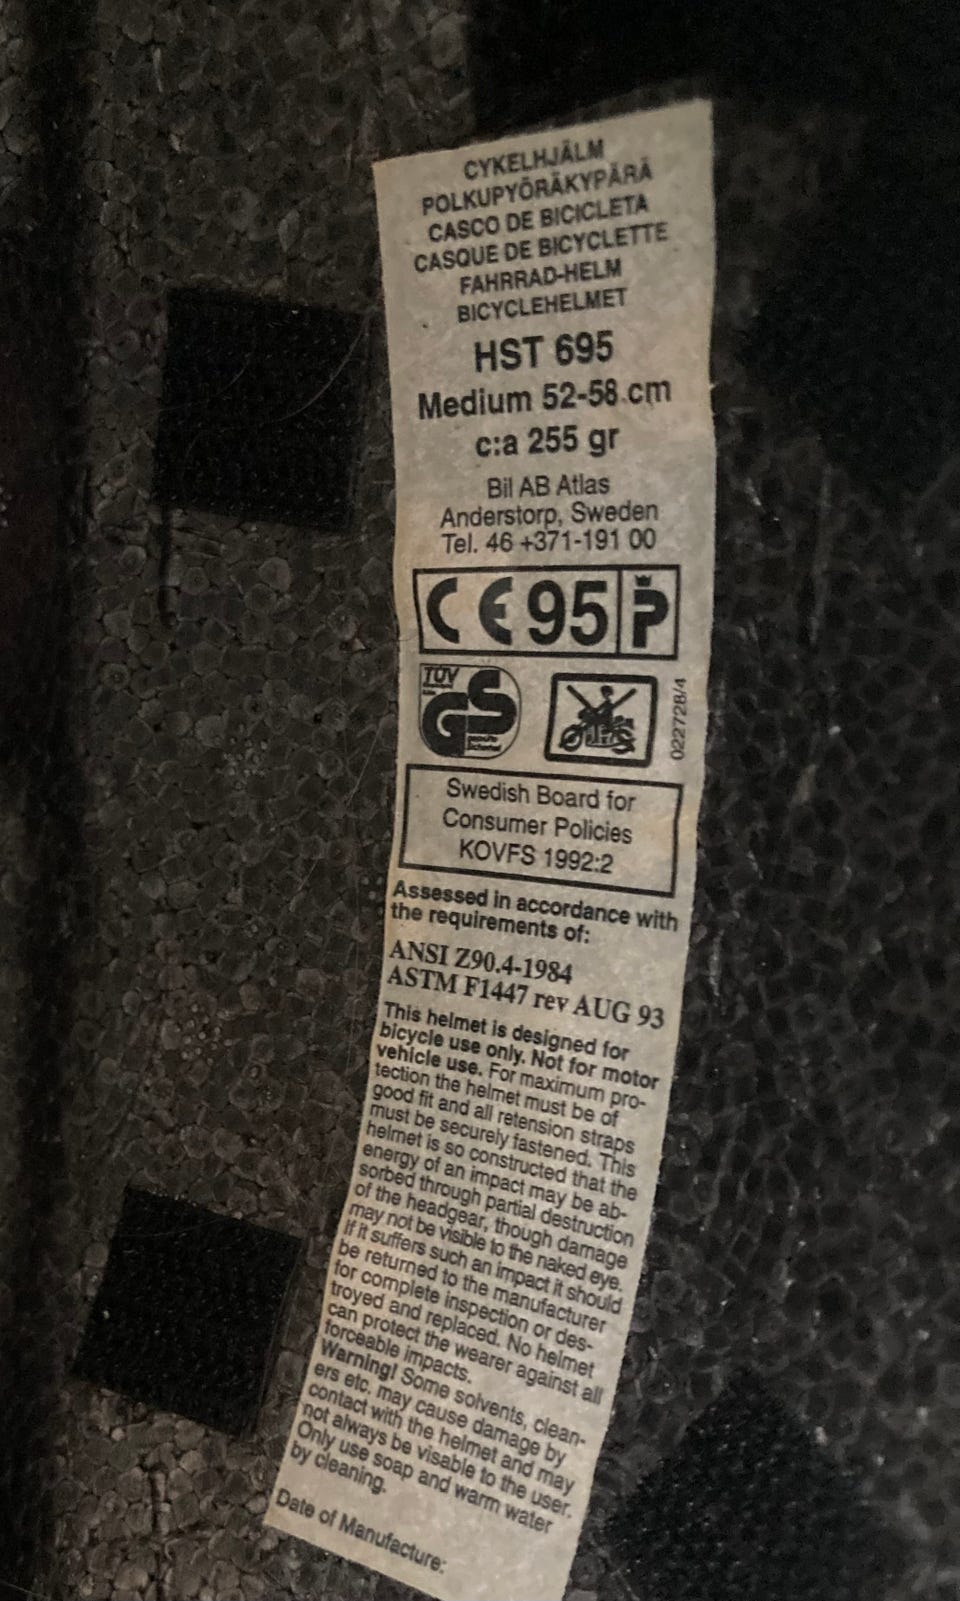 CYKELHJÄLM
POLKUPYÖRÄKYPÄRÄ
CASCO DE BICICLETA
CASQUE DE BICYCLETTE
FAHRRAD-HELM
BICYCLEHELMET
HST 695
Medium 52-58 cm
c:a 255 gr
Bil AB Atlas
Anderstorp, Sweden
Tel. 46 +371-191 00
CE 95 P
TÜV
GS
geprüfte
Sicherheit
022728/4
Swedish Board for
Consumer Policies
KOVFS 1992:2
Assessed in accordance with
the requirements of:
ANSI Z90.4-1984
ASTM F1447 rev AUG 93
This helmet is designed for
bicycle use only. Not for motor
vehicle use. For maximum pro-
tection the helmet must be of
good fit and all retension straps
must be securely fastened. This
helmet is so constructed that the
energy of an impact may be ab-
sorbed through partial destruction
of the headgear, though damage
may not be visible to the naked eye.
If it suffers such an impact it should
be returned to the manufacturer
for complete inspection or des-
troyed and replaced. No helmet
can protect the wearer against all
forceable impacts.
Warning! Some solvents, clean-
ers etc. may cause damage by
contact with the helmet and may
not always be visable to the user.
Only use soap and warm water
by cleaning.
Date of Manufacture: